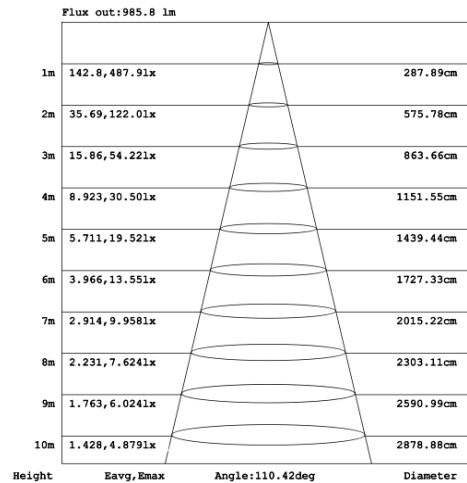 Flux out:985.8 lm
1m 142.8,487.9lx 287.89cm
2m 35.69,122.0lx 575.78cm
3m 15.86,54.22lx 863.66cm
4m 8.923,30.50lx 1151.55cm
5m 5.711,19.52lx 1439.44cm
6m 3.966,13.55lx 1727.33cm
7m 2.914,9.958lx 2015.22cm
8m 2.231,7.624lx 2303.11cm
9m 1.763,6.024lx 2590.99cm
10m 1.428,4.879lx 2878.88cm
Height Eavg,Emax Angle:110.42deg Diameter